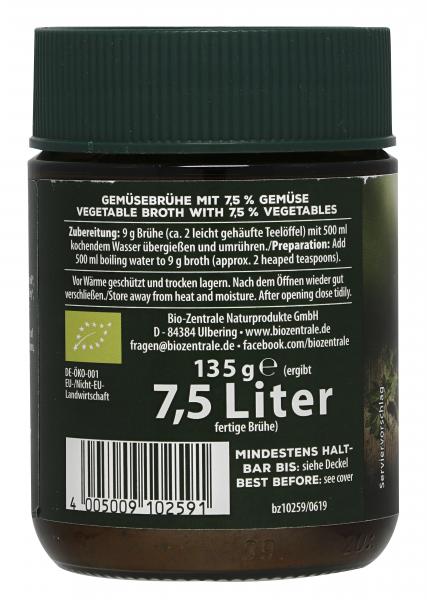 GEMÜSEBRÜHE MIT 7,5 % GEMÜSE
VEGETABLE BROTH WITH 7,5 % VEGETABLES
Zubereitung: 9 g Brühe (ca. 2 leicht gehäufte Teelöffel) mit 500 ml
kochendem Wasser übergießen und umrühren./Preparation: Add
500 ml boiling water to 9 g broth (approx. 2 heaped teaspoons).
Vor Wärme geschützt und trocken lagern. Nach dem Öffnen wieder gut
verschließen./Store away from heat and moisture. After opening close tidily.
Bio-Zentrale Naturprodukte GmbH
D - 84384 Ulbering • www.biozentrale.de
fragen@biozentrale.de • facebook.com/biozentrale
DE-ÖKO-001
EU-/Nicht-EU-
Landwirtschaft
135 g e (ergibt
7,5 Liter
fertige Brühe)
MINDESTENS HALT-
BAR BIS: siehe Deckel
BEST BEFORE: see cover
4 005009 102591
bz10259/0619
Serviervorschlag